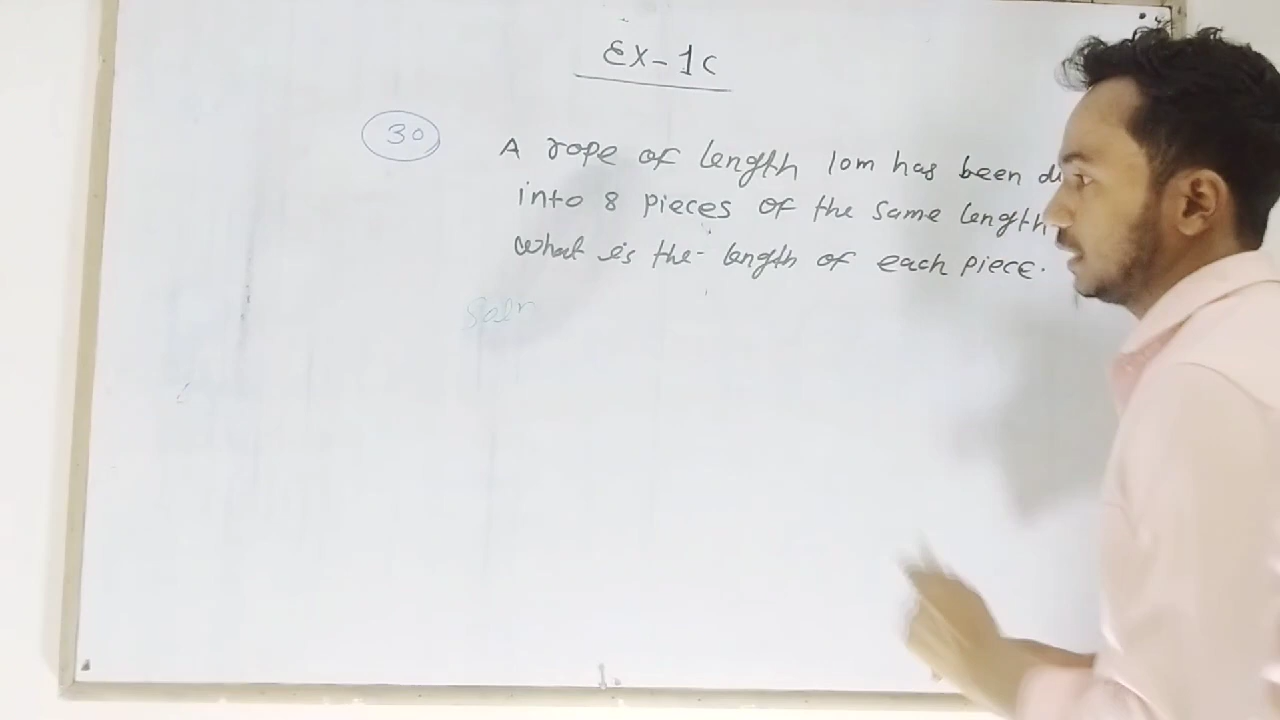 EX-1C
30
A rope of length 10m has been
into 8 pieces of the same length
what is the length of each piece.
Soln